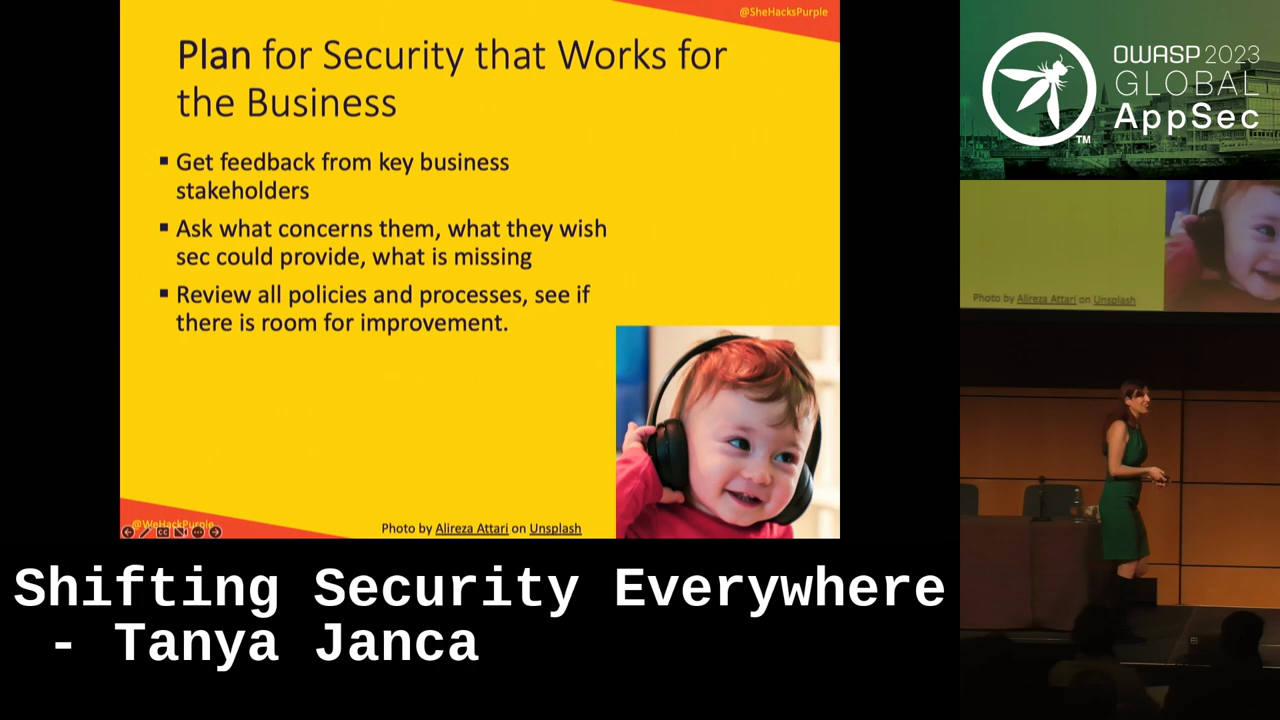 @SheHacksPurple
Plan for Security that Works for
the Business
▪ Get feedback from key business
stakeholders
▪ Ask what concerns them, what they wish
sec could provide, what is missing
▪ Review all policies and processes, see if
there is room for improvement.
@WeHackPurple
CC
Photo by Alireza Attari on Unsplash
Shifting Security Everywhere
- Tanya Janca
OWASP 2023
GLOBAL
AppSec
TM
Photo by Alireza Attari on Unsplash